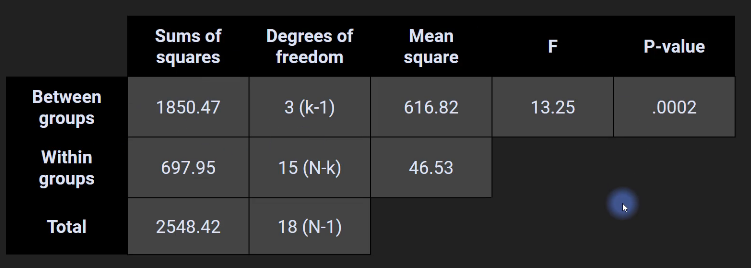 Sums of squares Degrees of freedom Mean square F P-value
Between groups 1850.47 3 (k-1) 616.82 13.25 .0002
Within groups 697.95 15 (N-k) 46.53
Total 2548.42 18 (N-1)